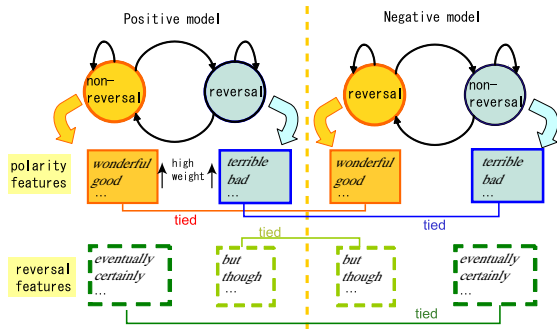 Positive model
Negative model
non-
reversal
reversal
reversal
non-
reversal
polarity
features
wonderful
good
...
high
weight
terrible
bad
...
wonderful
good
...
terrible
bad
...
tied
tied
tied
reversal
features
eventually
certainly
...
but
though
...
but
though
...
eventually
certainly
...
tied